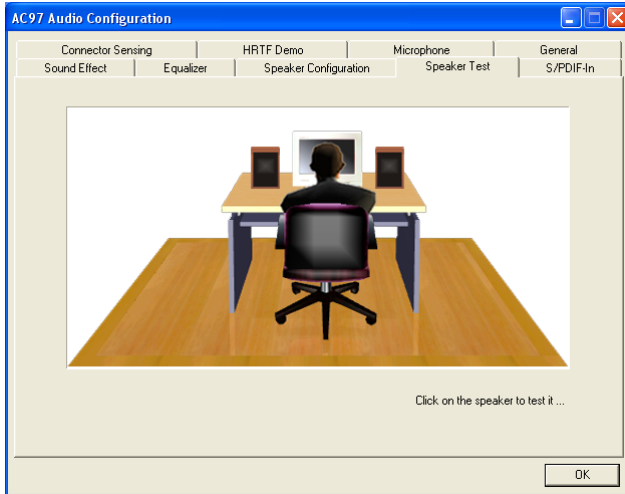 AC97 Audio Configuration
Connector Sensing HRTF Demo Microphone General
Sound Effect Equalizer Speaker Configuration Speaker Test S/PDIF-In
Click on the speaker to test it ...
OK